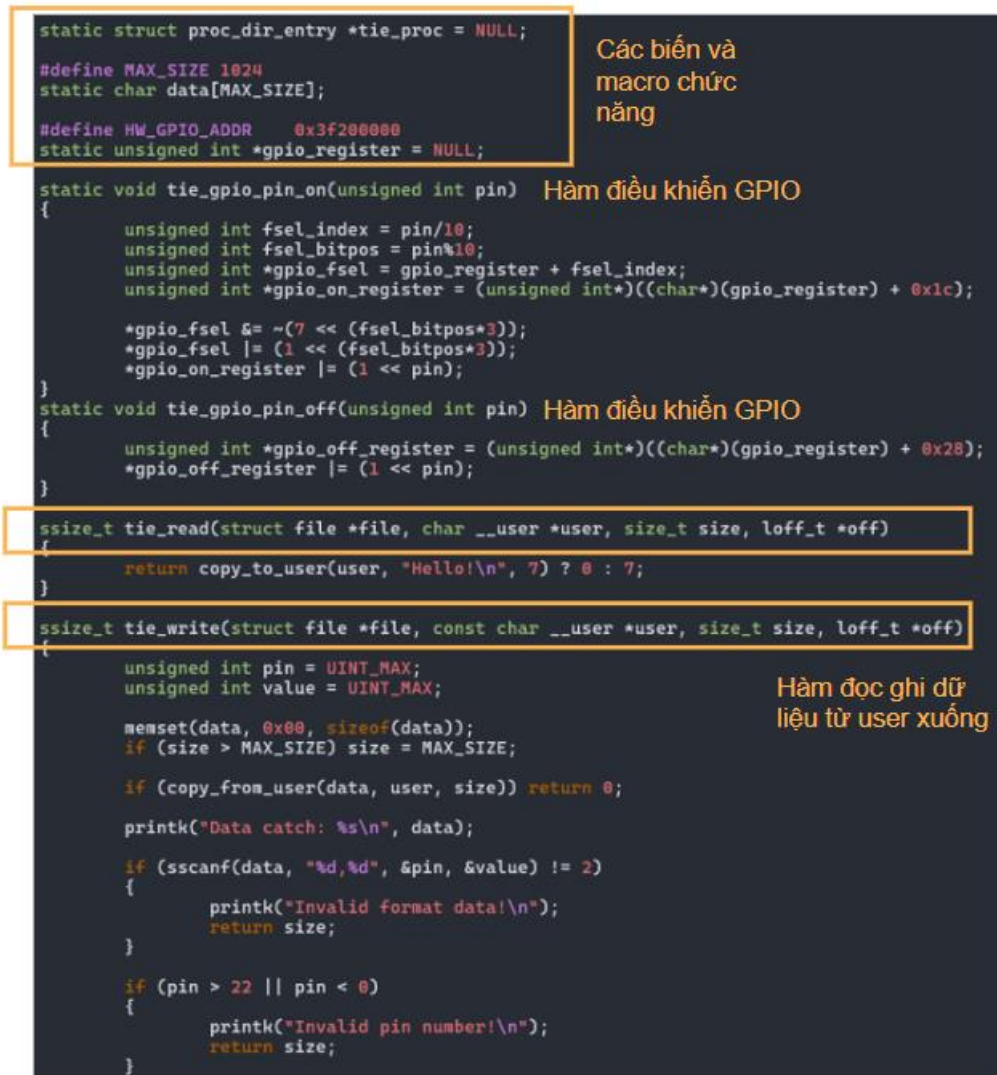 static struct proc_dir_entry *tie_proc = NULL;
#define MAX_SIZE 1024
static char data[MAX_SIZE];
#define HW_GPIO_ADDR 0x3f200000
static unsigned int *gpio_register = NULL;
Các biến và
macro chức
năng
static void tie_gpio_pin_on(unsigned int pin) Hàm điều khiển GPIO
{
unsigned int fsel_index = pin/10;
unsigned int fsel_bitpos = pin%10;
unsigned int *gpio_fsel = gpio_register + fsel_index;
unsigned int *gpio_on_register = (unsigned int*)((char*)(gpio_register) + 0x1c);
*gpio_fsel &= ~(7 << (fsel_bitpos*3));
*gpio_fsel |= (1 << (fsel_bitpos*3));
*gpio_on_register |= (1 << pin);
}
static void tie_gpio_pin_off(unsigned int pin) Hàm điều khiển GPIO
{
unsigned int *gpio_off_register = (unsigned int*)((char*)(gpio_register) + 0x28);
*gpio_off_register |= (1 << pin);
}
ssize_t tie_read(struct file *file, char __user *user, size_t size, loff_t *off)
{
return copy_to_user(user, "Hello!\n", 7) ? 0 : 7;
}
ssize_t tie_write(struct file *file, const char __user *user, size_t size, loff_t *off)
{
unsigned int pin = UINT_MAX;
unsigned int value = UINT_MAX;
Hàm đọc ghi dữ
liệu từ user xuống
memset(data, 0x00, sizeof(data));
if (size > MAX_SIZE) size = MAX_SIZE;
if (copy_from_user(data, user, size)) return 0;
printk("Data catch: %s\n", data);
if (sscanf(data, "%d,%d", &pin, &value) != 2)
{
printk("Invalid format data!\n");
return size;
}
if (pin > 22 || pin < 0)
{
printk("Invalid pin number!\n");
return size;
}